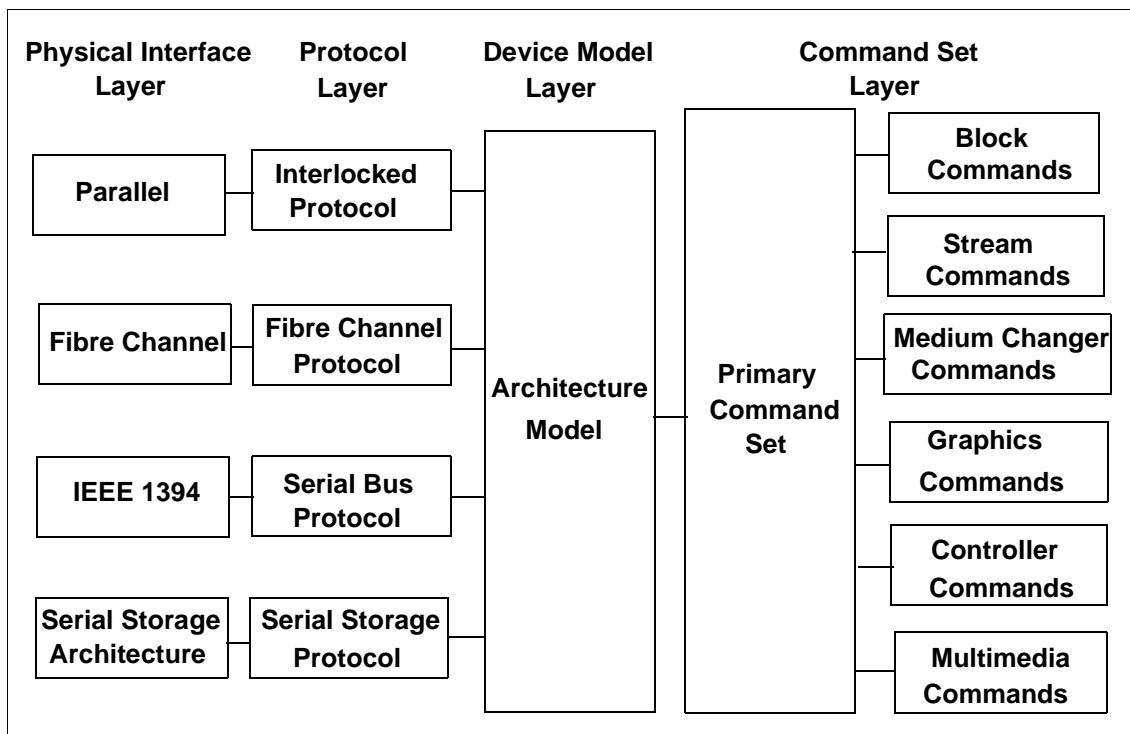 Physical Interface
Layer
Protocol
Layer
Device Model
Layer
Command Set
Layer
Parallel
Interlocked
Protocol
Fibre Channel
Fibre Channel
Protocol
IEEE 1394
Serial Bus
Protocol
Serial Storage
Architecture
Serial Storage
Protocol
Architecture
Model
Primary
Command
Set
Block
Commands
Stream
Commands
Medium Changer
Commands
Graphics
Commands
Controller
Commands
Multimedia
Commands